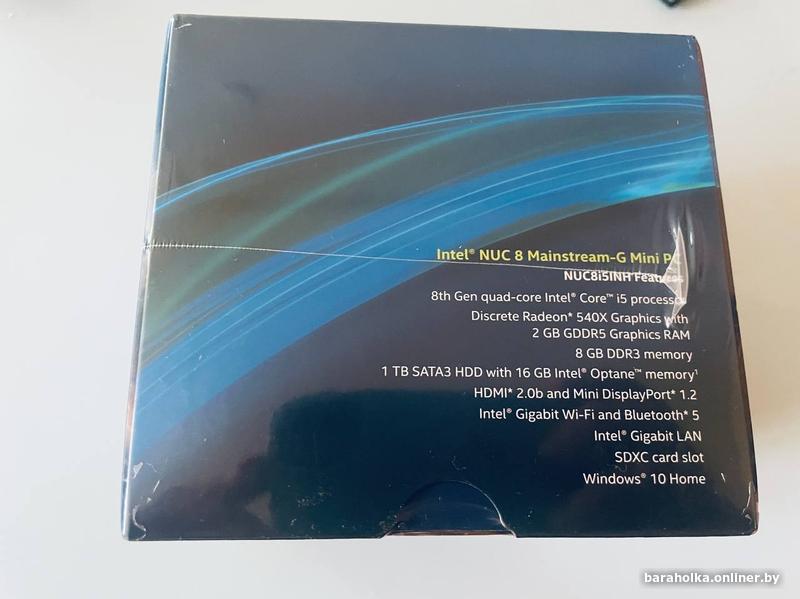 Intel® NUC 8 Mainstream-G Mini PC
NUC8i5INH Features
8th Gen quad-core Intel® Core™ i5 processor
Discrete Radeon* 540X Graphics with
2 GB GDDR5 Graphics RAM
8 GB DDR3 memory
1 TB SATA3 HDD with 16 GB Intel® Optane™ memory¹
HDMI* 2.0b and Mini DisplayPort* 1.2
Intel® Gigabit Wi-Fi and Bluetooth* 5
Intel® Gigabit LAN
SDXC card slot
Windows® 10 Home
baraholka.onliner.by